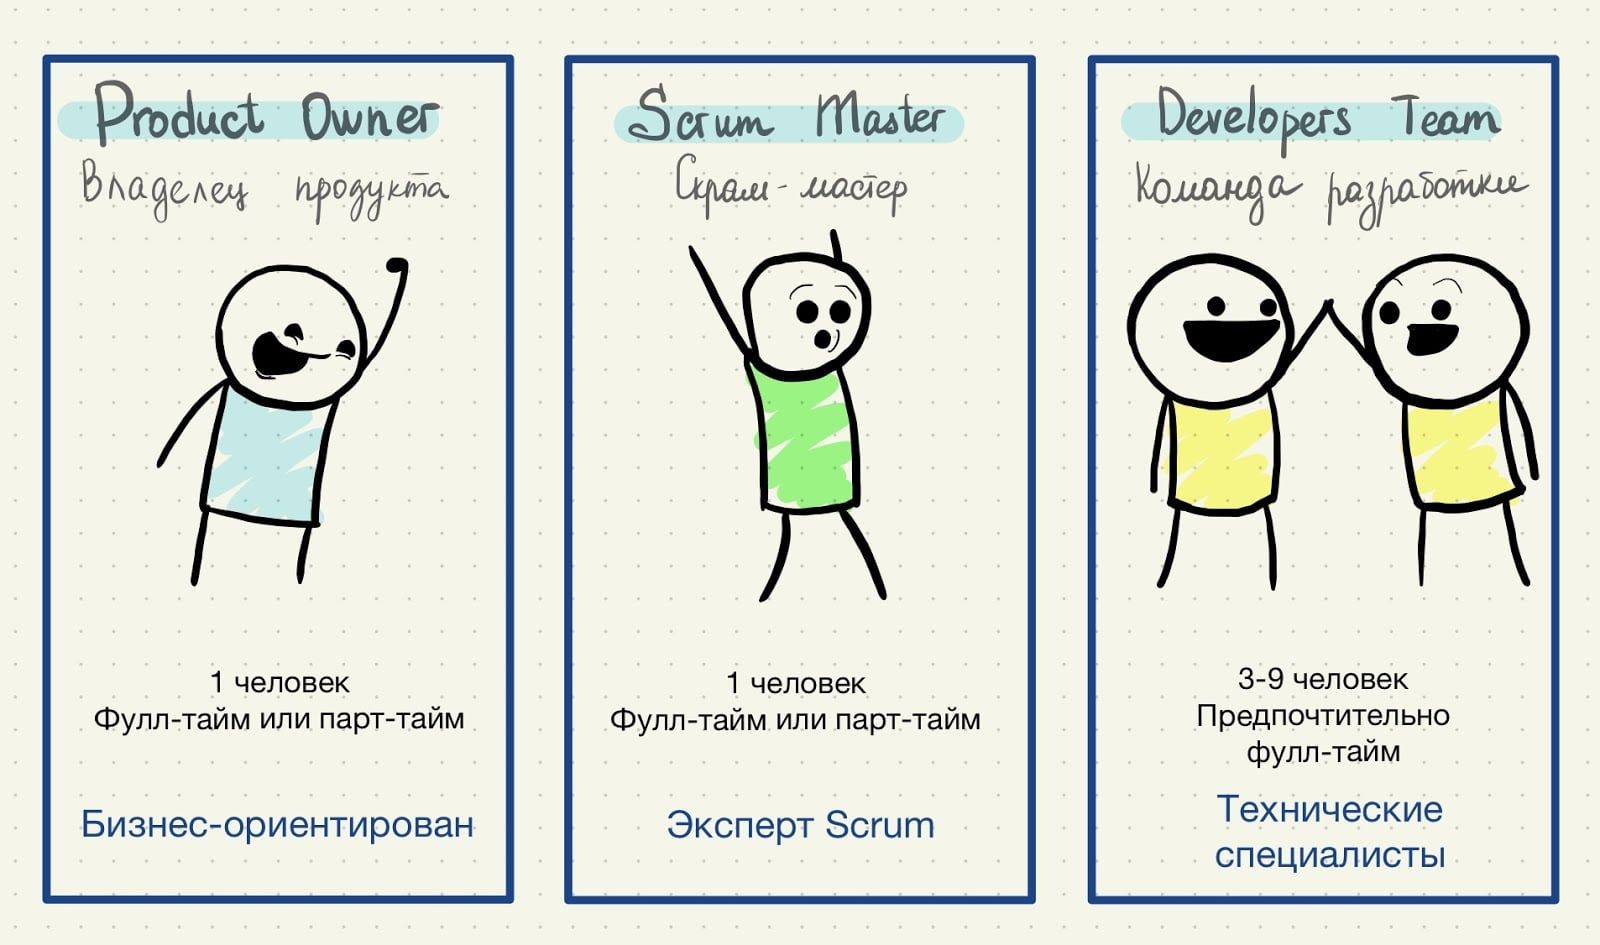 Product Owner
Владелец продукта
1 человек
Фулл-тайм или парт-тайм
Бизнес-ориентирован
Scrum Master
Скрам-мастер
1 человек
Фулл-тайм или парт-тайм
Эксперт Scrum
Developers Team
Команда разработки
3-9 человек
Предпочтительно
фулл-тайм
Технические
специалисты